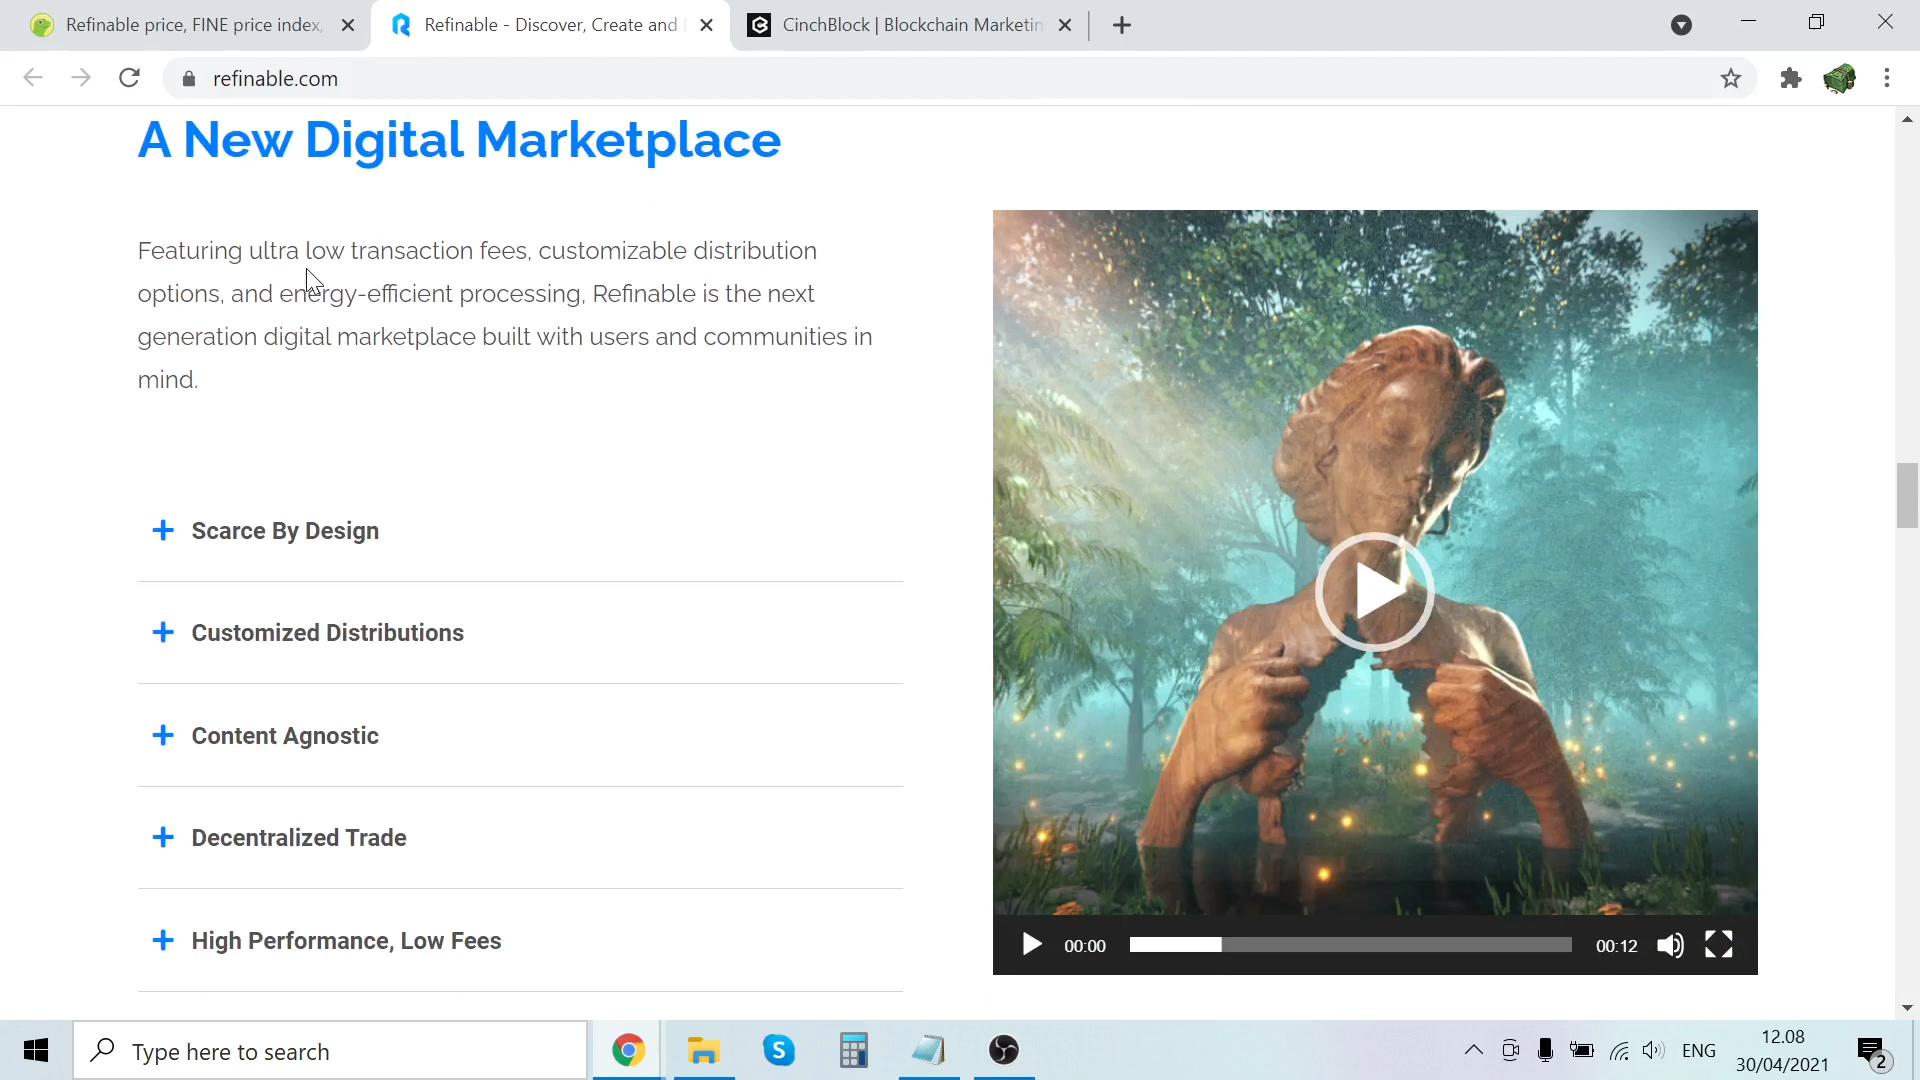 Refinable price, FINE price index,
Refinable - Discover, Create and
CinchBlock | Blockchain Marketin
refinable.com
A New Digital Marketplace
Featuring ultra low transaction fees, customizable distribution
options, and energy-efficient processing, Refinable is the next
generation digital marketplace built with users and communities in
mind.
Scarce By Design
Customized Distributions
Content Agnostic
Decentralized Trade
High Performance, Low Fees
00:00
00:12
Type here to search
ENG
12.08
30/04/2021
2